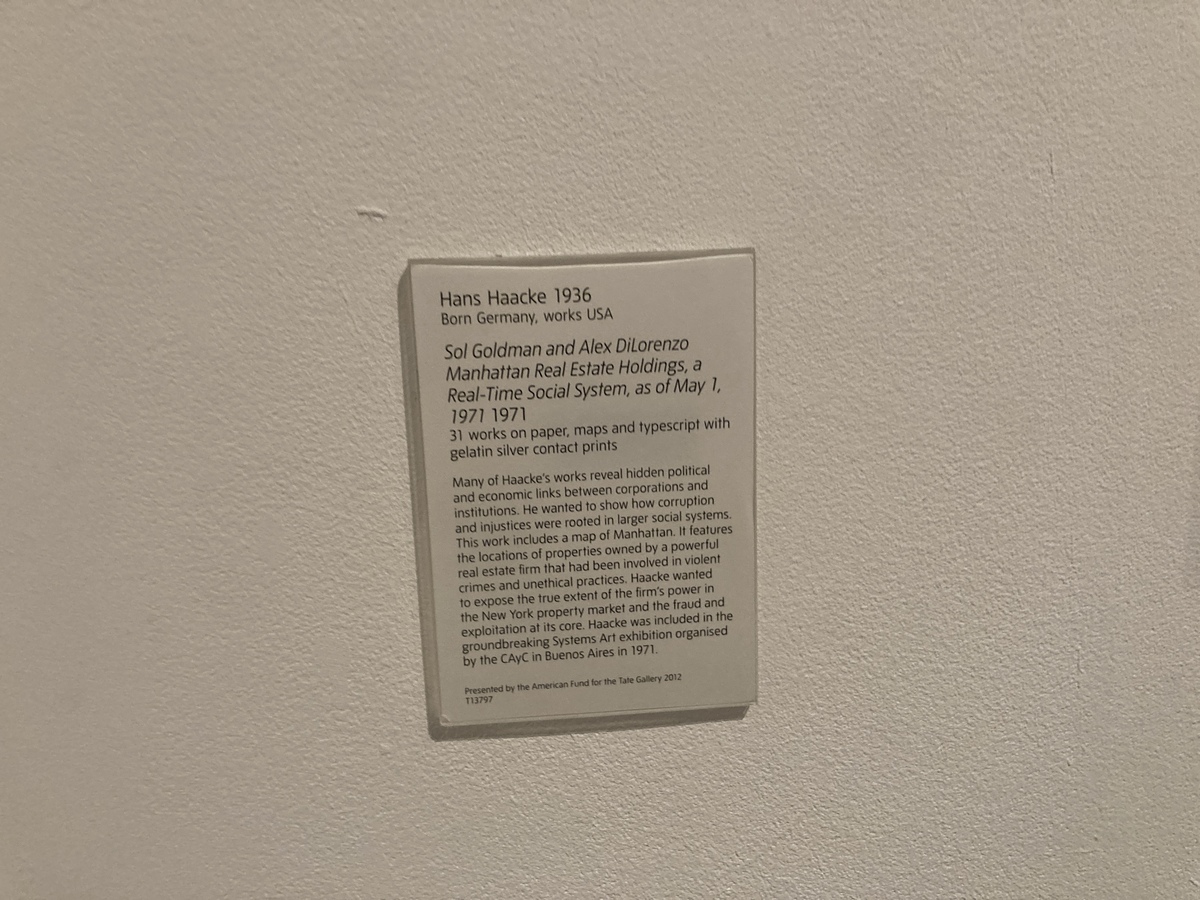 Hans Haacke 1936
Born Germany, works USA
Sol Goldman and Alex DiLorenzo
Manhattan Real Estate Holdings, a
Real-Time Social System, as of May 1,
1971 1971
31 works on paper, maps and typescript with
gelatin silver contact prints
Many of Haacke's works reveal hidden political
and economic links between corporations and
institutions. He wanted to show how corruption
and injustices were rooted in larger social systems.
This work includes a map of Manhattan. It features
the locations of properties owned by a powerful
real estate firm that had been involved in violent
crimes and unethical practices. Haacke wanted
to expose the true extent of the firm's power in
the New York property market and the fraud and
exploitation at its core. Haacke was included in the
groundbreaking Systems Art exhibition organised
by the CAyC in Buenos Aires in 1971.
Presented by the American Fund for the Tate Gallery 2012
T13797